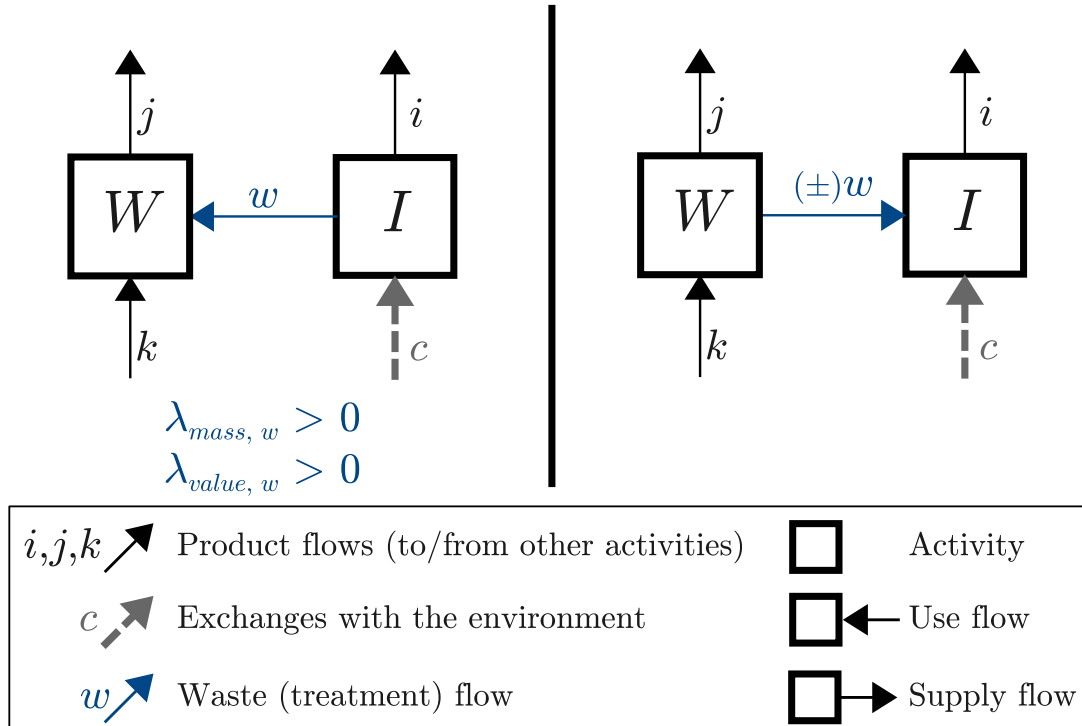 j i j i
W w I W (±)w I
k c k c
λmass, w > 0
λvalue, w > 0
i,j,k Product flows (to/from other activities) Activity
c Exchanges with the environment Use flow
w Waste (treatment) flow Supply flow